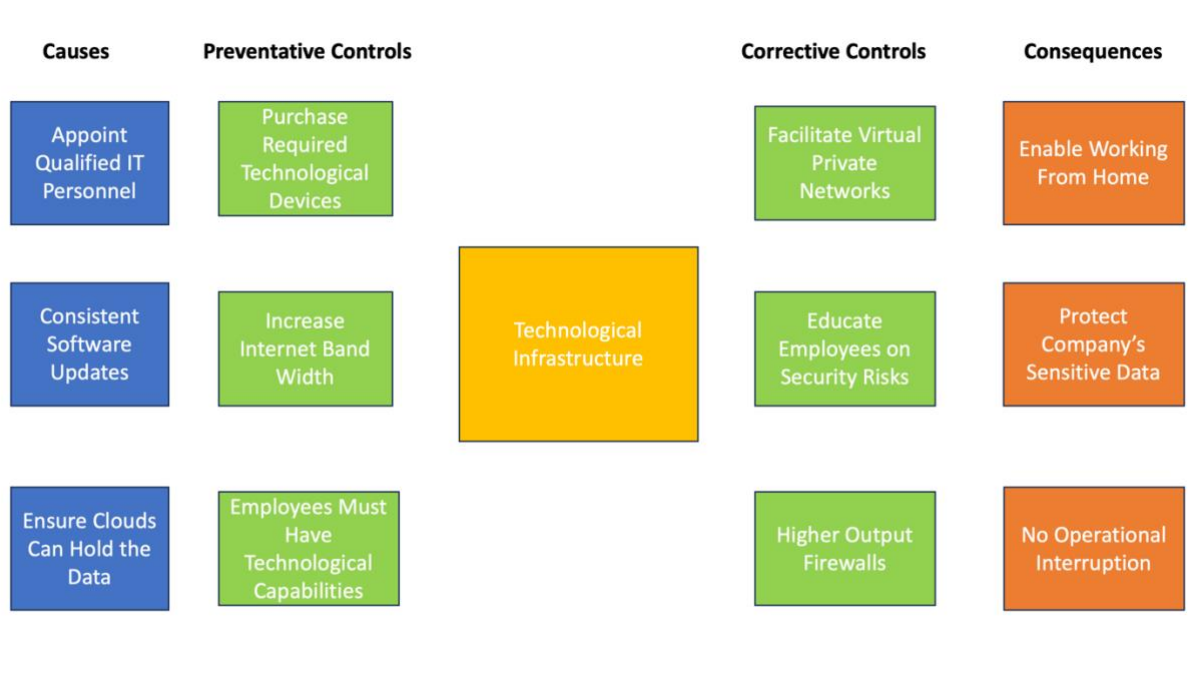 Causes
Preventative Controls
Corrective Controls
Consequences
Appoint
Qualified IT
Personnel
Purchase
Required
Technological
Devices
Facilitate Virtual
Private
Networks
Enable Working
From Home
Consistent
Software
Updates
Increase
Internet Band
Width
Technological
Infrastructure
Educate
Employees on
Security Risks
Protect
Company’s
Sensitive Data
Ensure Clouds
Can Hold the
Data
Employees Must
Have
Technological
Capabilities
Higher Output
Firewalls
No Operational
Interruption